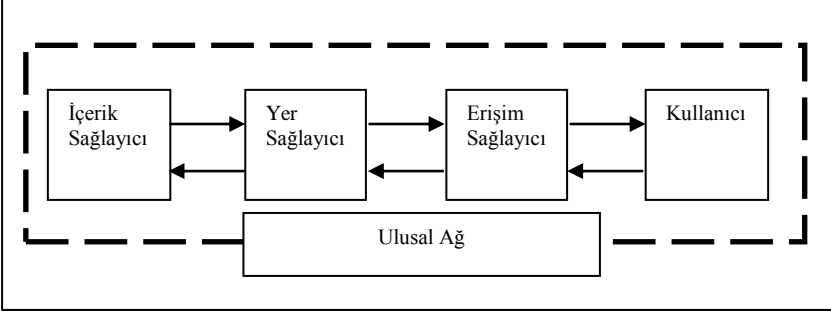 İçerik
Sağlayıcı
Yer
Sağlayıcı
Erişim
Sağlayıcı
Kullanıcı
Ulusal Ağ